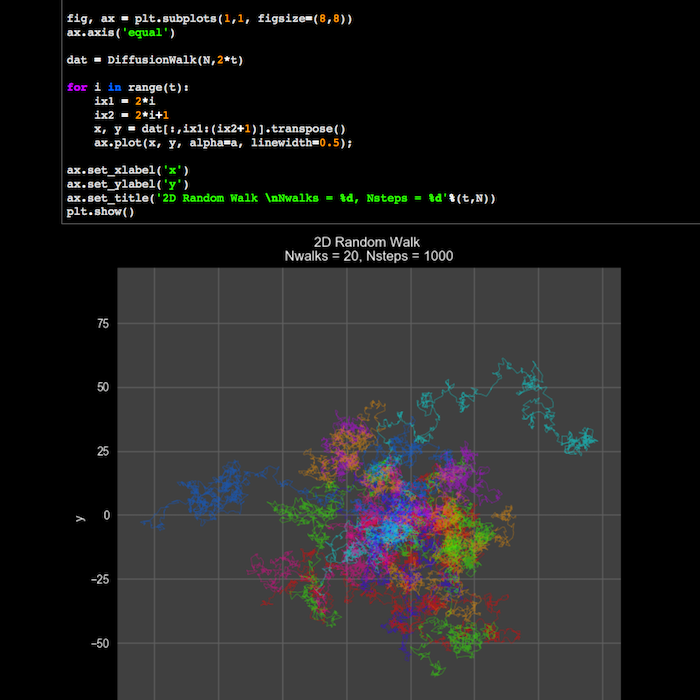 fig, ax = plt.subplots(1,1, figsize=(8,8))
ax.axis('equal')
dat = DiffusionWalk(N,2*t)
for i in range(t):
ix1 = 2*i
ix2 = 2*i+1
x, y = dat[:,ix1:(ix2+1)].transpose()
ax.plot(x, y, alpha=a, linewidth=0.5);
ax.set_xlabel('x')
ax.set_ylabel('y')
ax.set_title('2D Random Walk \nNwalks = %d, Nsteps = %d'%(t,N))
plt.show()
2D Random Walk
Nwalks = 20, Nsteps = 1000
75
50
25
0
y
−25
−50